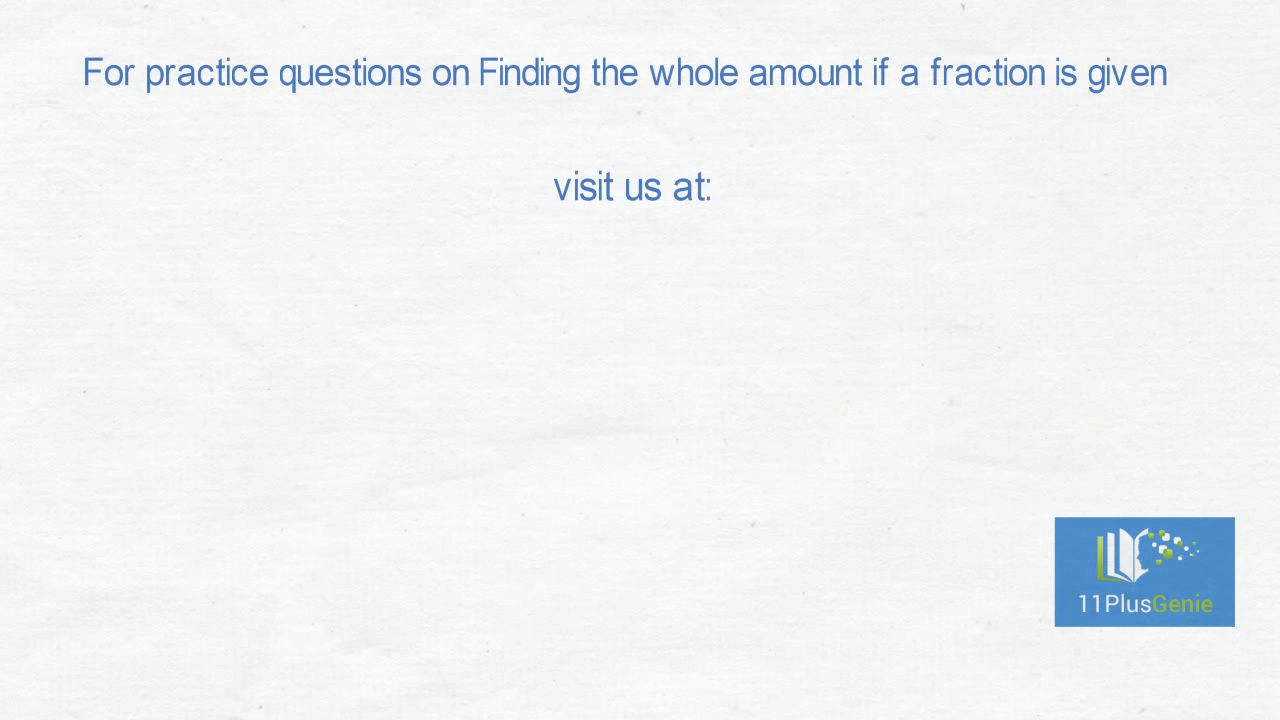 For practice questions on Finding the whole amount if a fraction is given
visit us at:
11PlusGenie